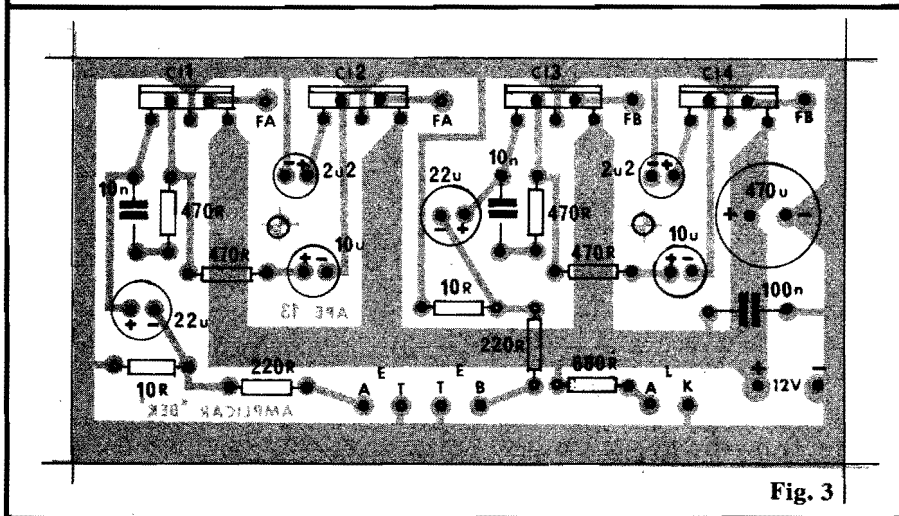 CI1 CI2 CI3 CI4
FA FA FB FB
- + + -
2u2 10n 22u 2u2
10n 470R 470R 470u
- + + -
470R 10u 470R 10u
+ - + -
10R 100n
APE 13
+ - 22u 220R 680R
E E L + -
10R 220R A T T B A K 12V
AMPLICAR "BEK"
Fig. 3